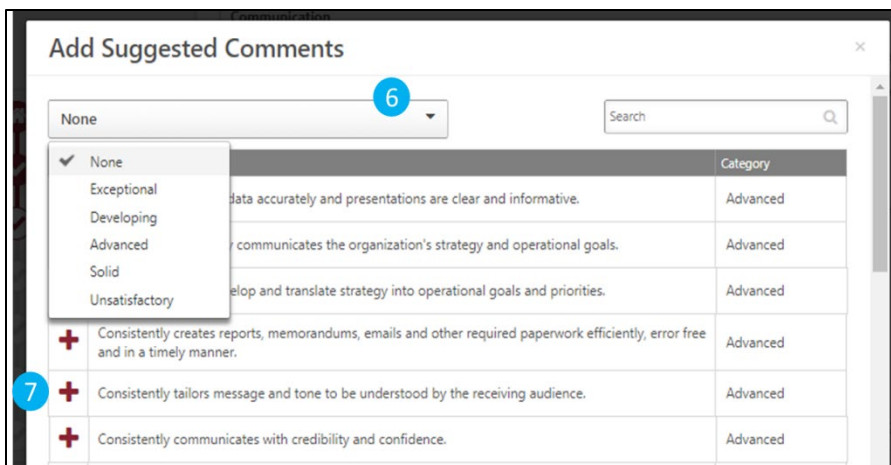 Communication
Add Suggested Comments
×
6
None
Search
None
Exceptional
Developing
Advanced
Solid
Unsatisfactory
Category
data accurately and presentations are clear and informative.
Advanced
communicates the organization's strategy and operational goals.
Advanced
elop and translate strategy into operational goals and priorities.
Advanced
Consistently creates reports, memorandums, emails and other required paperwork efficiently, error free
and in a timely manner.
Advanced
7
Consistently tailors message and tone to be understood by the receiving audience.
Advanced
Consistently communicates with credibility and confidence.
Advanced